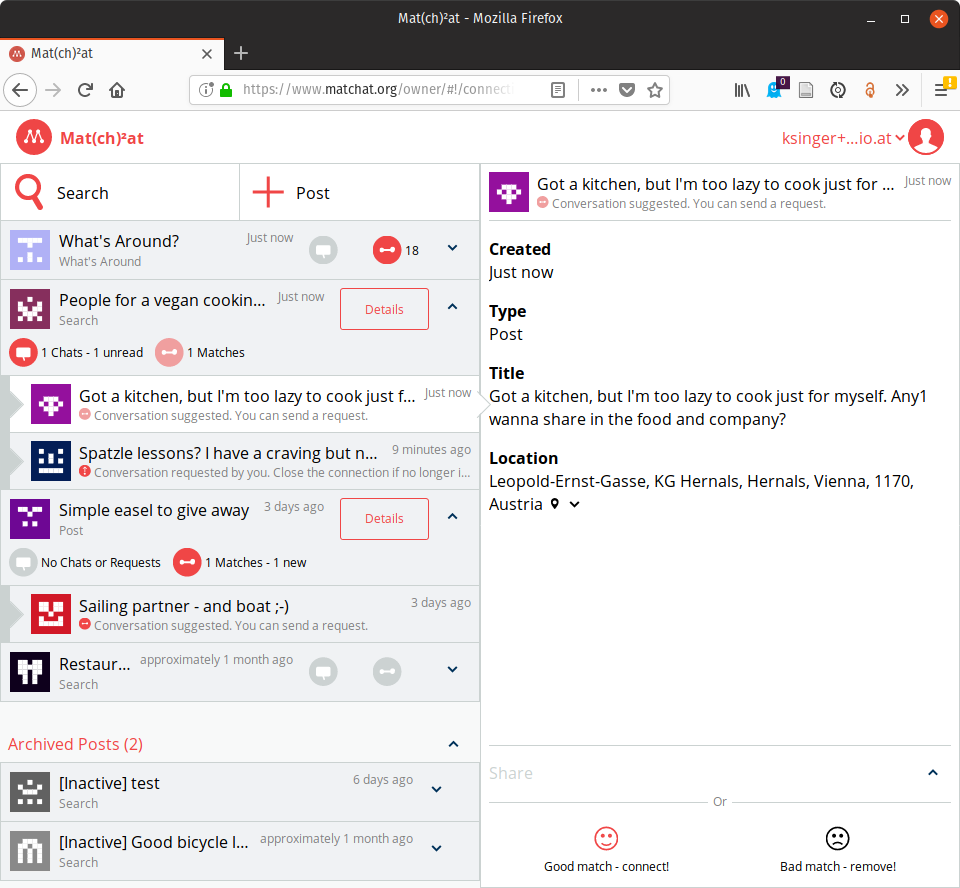 Mat(ch)²at - Mozilla Firefox
Mat(ch)²at
https://www.matchat.org/owner/#!/connect
0
Mat(ch)²at
ksinger+...io.at
Search
Post
What's Around?
Just now
18
What's Around
People for a vegan cookin...
Just now
Details
Search
1 Chats - 1 unread
1 Matches
Got a kitchen, but I'm too lazy to cook just f...
Just now
Conversation suggested. You can send a request.
Spatzle lessons? I have a craving but n...
9 minutes ago
Conversation requested by you. Close the connection if no longer i...
Simple easel to give away
3 days ago
Details
Post
No Chats or Requests
1 Matches - 1 new
Sailing partner - and boat ;-)
3 days ago
Conversation suggested. You can send a request.
Restaur...
approximately 1 month ago
Search
Archived Posts (2)
[Inactive] test
6 days ago
Search
[Inactive] Good bicycle l...
approximately 1 month ago
Search
Got a kitchen, but I'm too lazy to cook just for ...
Just now
Conversation suggested. You can send a request.
Created
Just now
Type
Post
Title
Got a kitchen, but I'm too lazy to cook just for myself. Any1
wanna share in the food and company?
Location
Leopold-Ernst-Gasse, KG Hernals, Hernals, Vienna, 1170,
Austria
Share
Or
Good match - connect!
Bad match - remove!